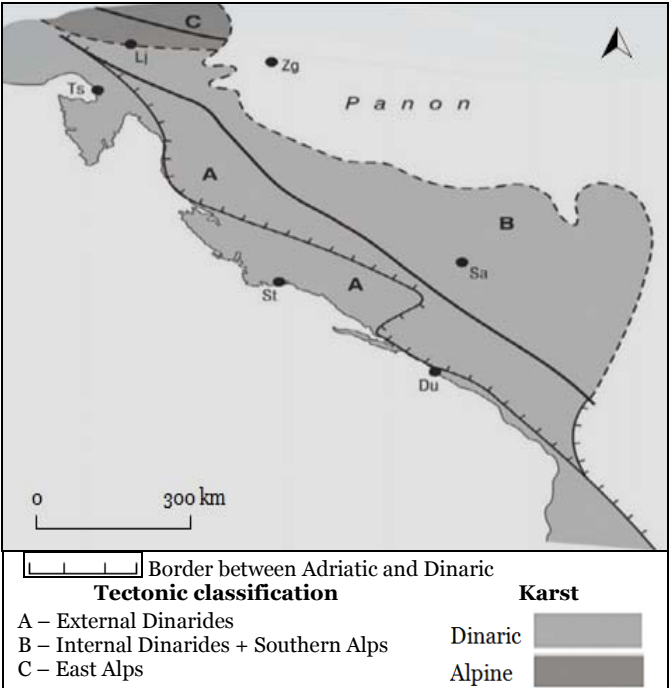 C
Lj
Zg
Ts
P a n o n
A
B
A
Sa
St
Du
0 300 km
Border between Adriatic and Dinaric
Tectonic classification
A – External Dinarides
B – Internal Dinarides + Southern Alps
C – East Alps
Karst
Dinaric
Alpine